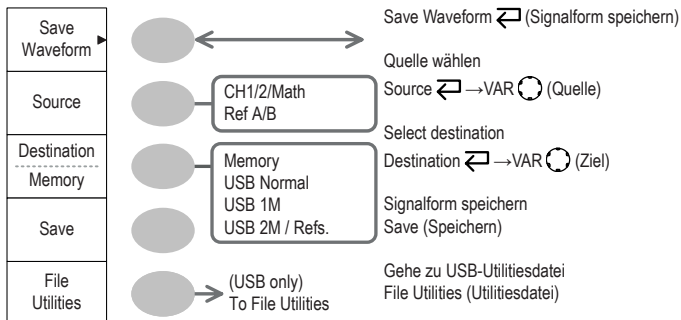 Save
Waveform
Source
Destination
Memory
Save
File
Utilities
CH1/2/Math
Ref A/B
Memory
USB Normal
USB 1M
USB 2M / Refs.
(USB only)
To File Utilities
Save Waveform (Signalform speichern)
Quelle wählen
Source →VAR (Quelle)
Select destination
Destination →VAR (Ziel)
Signalform speichern
Save (Speichern)
Gehe zu USB-Utilitiesdatei
File Utilities (Utilitiesdatei)